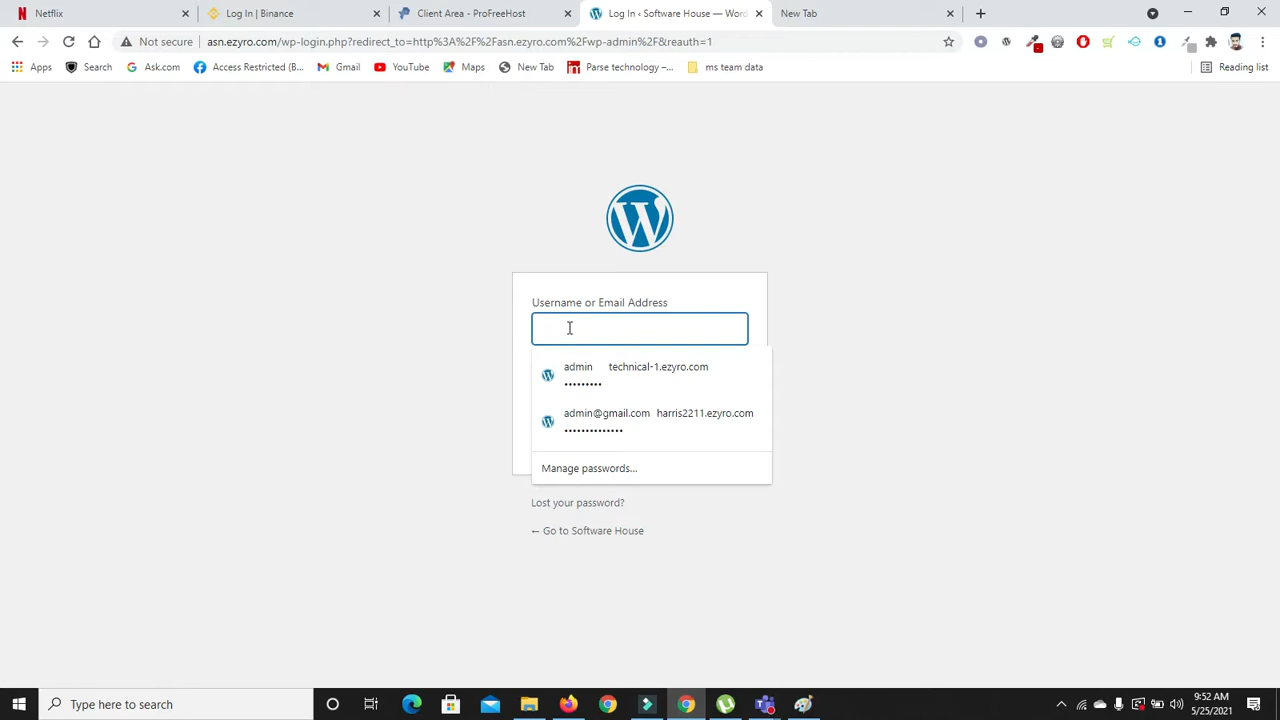 Netflix
Log In | Binance
Client Area - ProFreeHost
Log In ‹ Software House — Word
New Tab
Not secure
asn.ezyro.com/wp-login.php?redirect_to=http%3A%2F%2Fasn.ezyro.com%2Fwp-admin%2F&reauth=1
Apps
Search
Ask.com
Access Restricted (B...
Gmail
YouTube
Maps
New Tab
Parse technology –...
ms team data
Reading list
Username or Email Address
admin technical-1.ezyro.com
•••••••••
admin@gmail.com harris2211.ezyro.com
••••••••••••••
Manage passwords...
Lost your password?
← Go to Software House
Type here to search
9:52 AM
5/25/2021